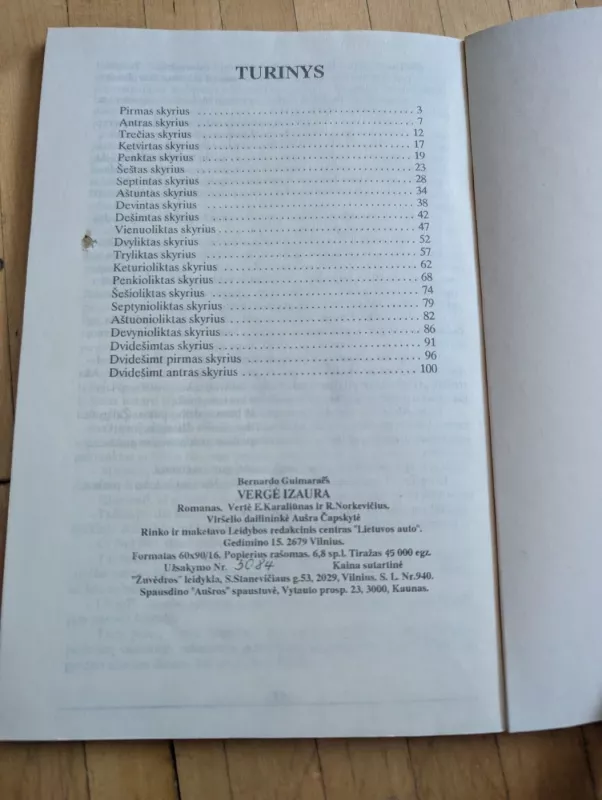 TURINYS
Pirmas skyrius ........................................ 3
Antras skyrius ........................................ 7
Trečias skyrius ........................................ 12
Ketvirtas skyrius ........................................ 17
Penktas skyrius ........................................ 19
Šeštas skyrius ........................................ 23
Septintas skyrius ........................................ 28
Aštuntas skyrius ........................................ 34
Devintas skyrius ........................................ 38
Dešimtas skyrius ........................................ 42
Vienuoliktas skyrius ........................................ 47
Dvyliktas skyrius ........................................ 52
Tryliktas skyrius ........................................ 57
Keturioliktas skyrius ........................................ 62
Penkioliktas skyrius ........................................ 68
Šešioliktas skyrius ........................................ 74
Septynioliktas skyrius ........................................ 79
Aštuonioliktas skyrius ........................................ 82
Devynioliktas skyrius ........................................ 86
Dvidešimtas skyrius ........................................ 91
Dvidešimt pirmas skyrius ........................................ 96
Dvidešimt antras skyrius ........................................ 100
Bernardo Guimaraẽs
VERGĖ IZAURA
Romanas. Vertė E.Karaliūnas ir R.Norkevičius.
Viršelio dailininkė Aušra Čapskytė
Rinko ir maketavo Leidybos redakcinis centras "Lietuvos auto".
Gedimino 15. 2679 Vilnius.
Formatas 60x90/16. Popierius rašomas. 6,8 sp.l. Tiražas 45 000 egz.
Užsakymo Nr. 3084 Kaina sutartinė
"Žuvėdros" leidykla, S.Stanevičiaus g.53, 2029, Vilnius. S. L. Nr.940.
Spausdino "Aušros" spaustuvė, Vytauto prosp. 23, 3000, Kaunas.